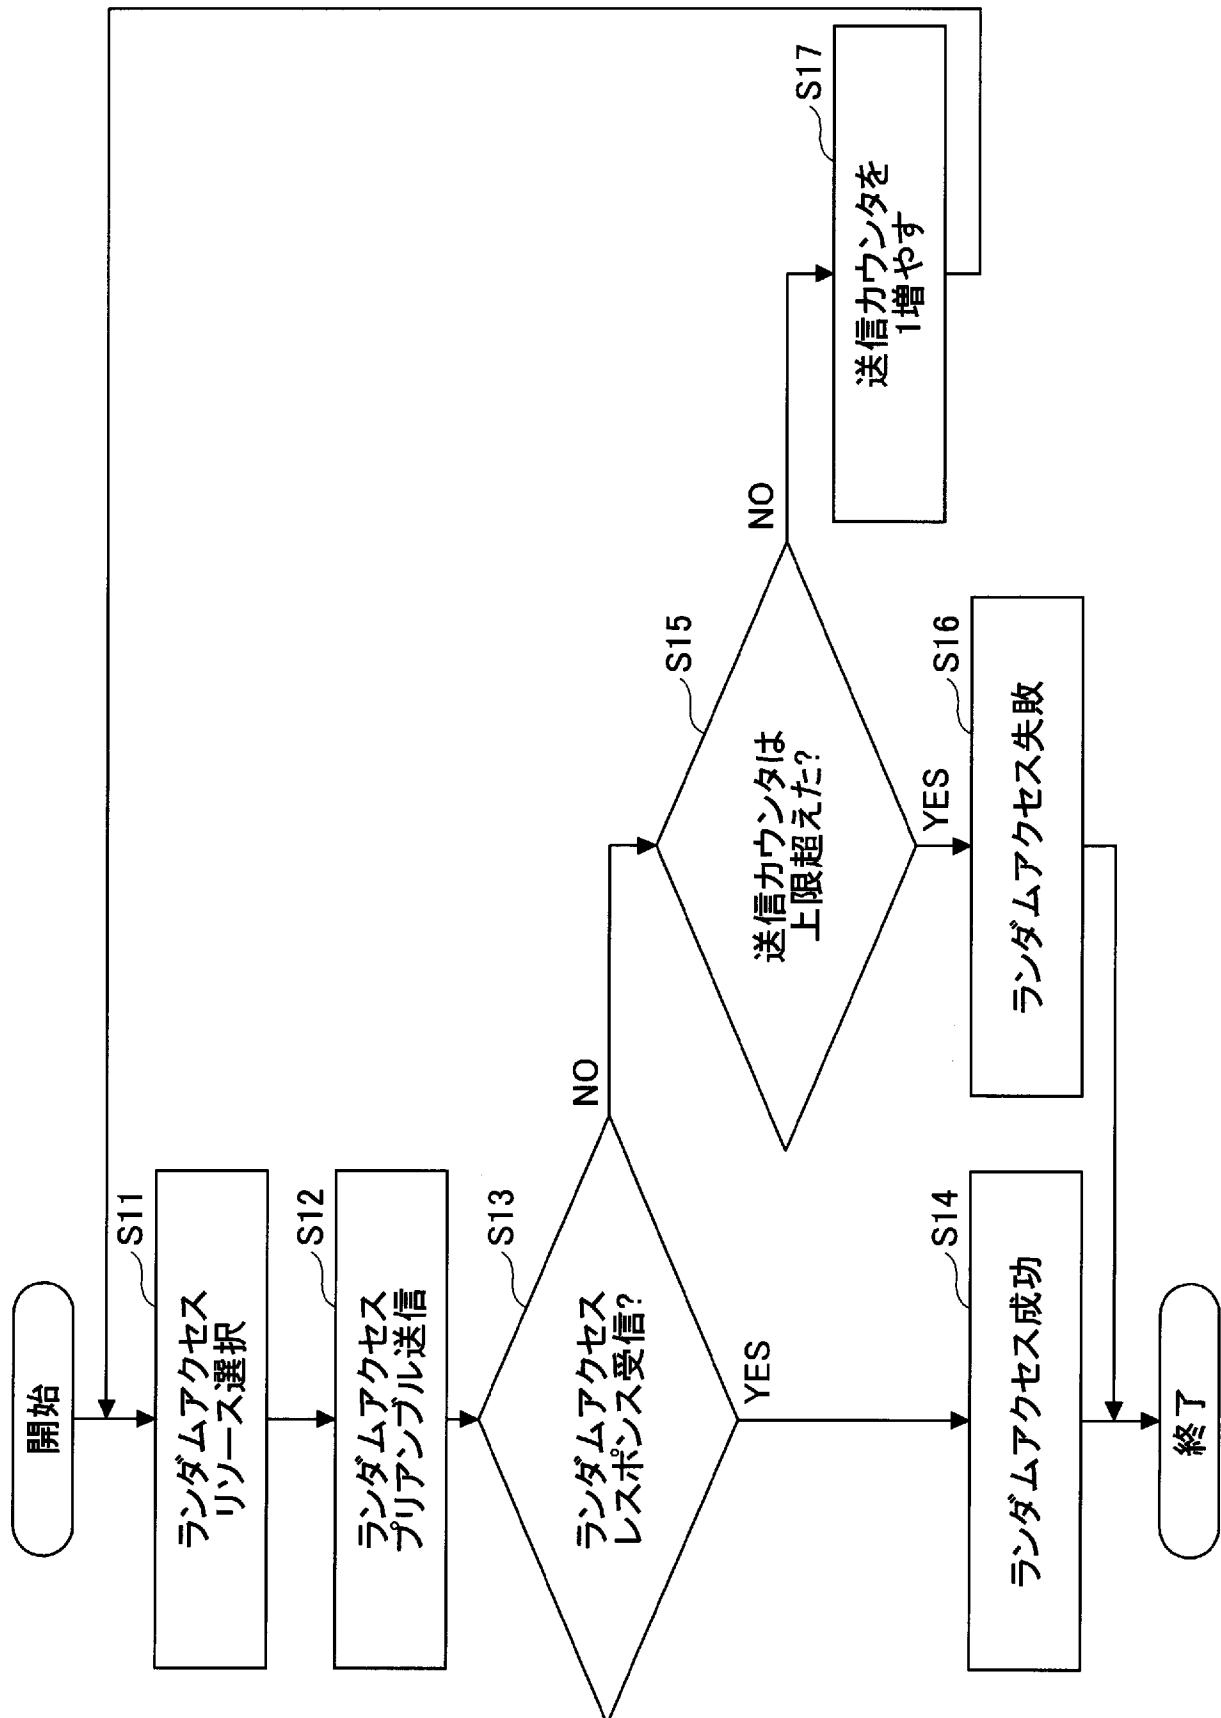 開始
S11
ランダムアクセス
リソース選択
S12
ランダムアクセス
プリアンブル送信
S13
ランダムアクセス
レスポンス受信?
NO
YES
S15
送信カウンタは
上限超えた?
NO
YES
S17
送信カウンタを
1増やす
S14
ランダムアクセス成功
S16
ランダムアクセス失敗
終了